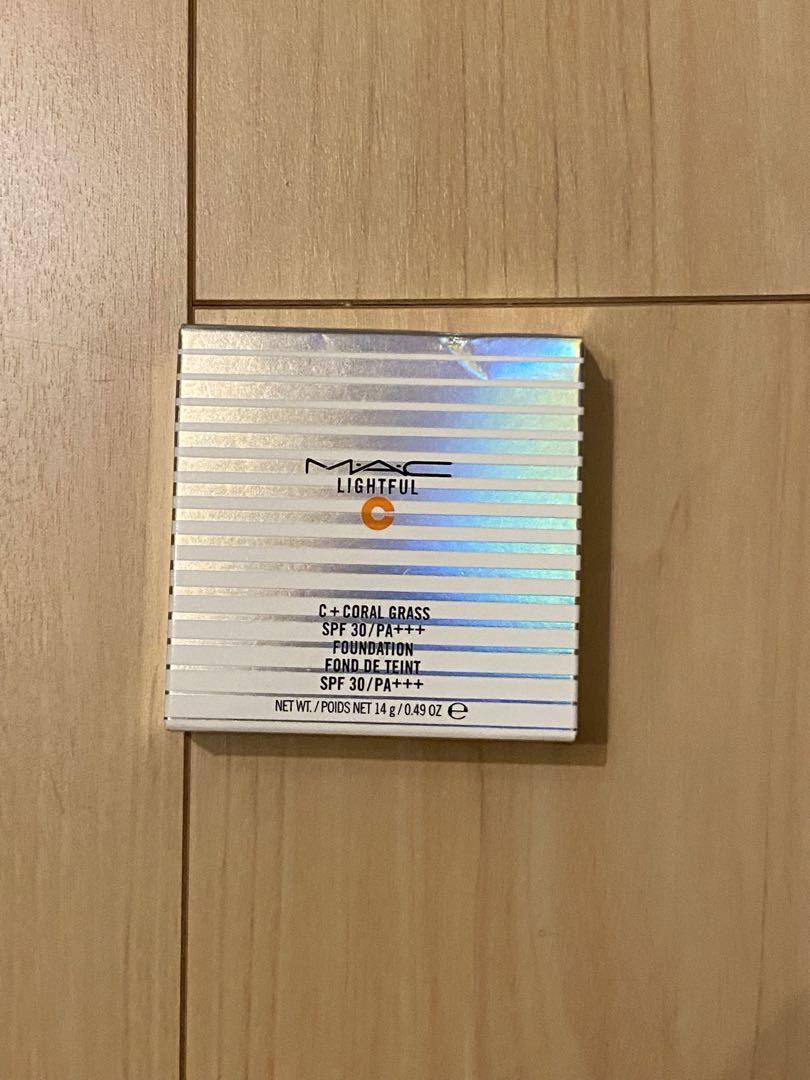 M·A·C
LIGHTFUL
C
C + CORAL GRASS
SPF 30/PA+++
FOUNDATION
FOND DE TEINT
SPF 30/PA+++
NET WT. / POIDS NET 14 g / 0.49 OZ ℮